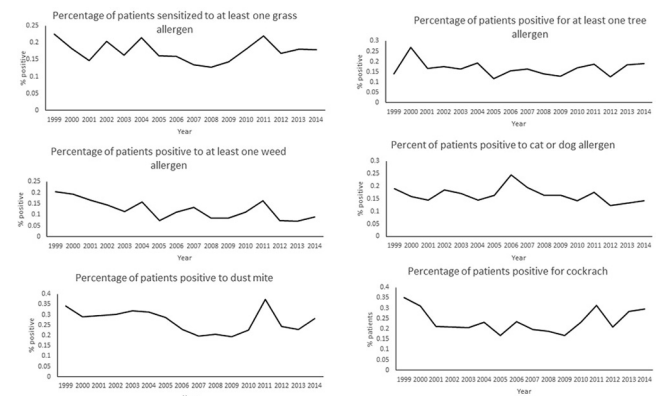 Percentage of patients sensitized to at least one grass
allergen
% positive
0.25
0.2
0.15
0.1
0.05
0
1999 2000 2001 2002 2003 2004 2005 2006 2007 2008 2009 2010 2011 2012 2013 2014
Year
Percentage of patients positive for at least one tree
allergen
% positive
0.3
0.25
0.2
0.15
0.1
0.05
0
1999 2000 2001 2002 2003 2004 2005 2006 2007 2008 2009 2010 2011 2012 2013 2014
Year
Percentage of patients positive to at least one weed
allergen
% positive
0.25
0.2
0.15
0.1
0.05
0
1999 2000 2001 2002 2003 2004 2005 2006 2007 2008 2009 2010 2011 2012 2013 2014
Year
Percent of patients positive to cat or dog allergen
% positive
0.3
0.25
0.2
0.15
0.1
0.05
0
1999 2000 2001 2002 2003 2004 2005 2006 2007 2008 2009 2010 2011 2012 2013 2014
Year
Percentage of patients positive to dust mite
% positive
0.4
0.35
0.3
0.25
0.2
0.15
0.1
0.05
0
1999 2000 2001 2002 2003 2004 2005 2006 2007 2008 2009 2010 2011 2012 2013 2014
Percentage of patients positive for cockrach
% patients
0.4
0.35
0.3
0.25
0.2
0.15
0.1
0.05
0
1999 2000 2001 2002 2003 2004 2005 2006 2007 2008 2009 2010 2011 2012 2013 2014
Year